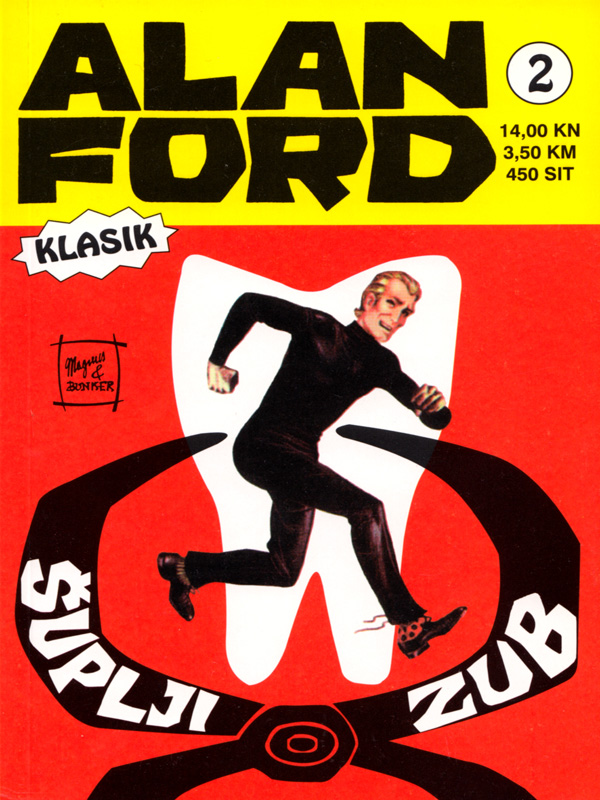 ALAN
FORD
2
14,00 KN
3,50 KM
450 SIT
KLASIK
Magnus
&
BUNKER
ŠUPLJI
ZUB